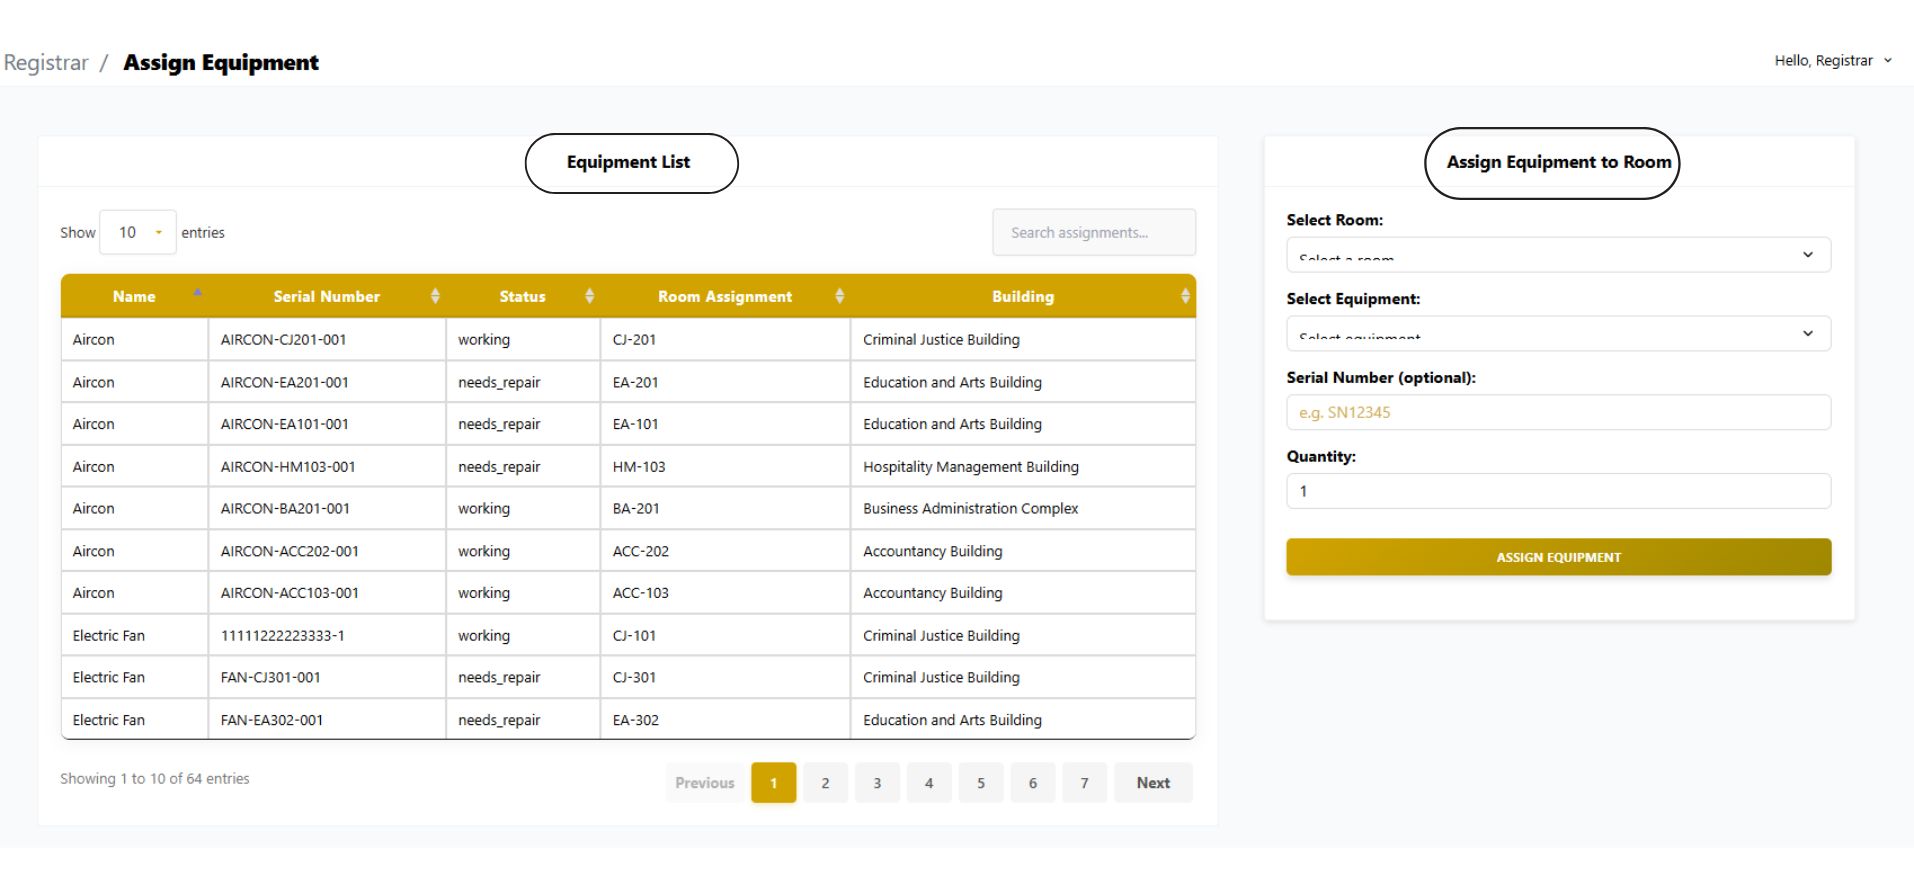 Registrar / Assign Equipment
Hello, Registrar
Equipment List
Show 10 entries
Search assignments...
Name Serial Number Status Room Assignment Building
Aircon AIRCON-CJ201-001 working CJ-201 Criminal Justice Building
Aircon AIRCON-EA201-001 needs_repair EA-201 Education and Arts Building
Aircon AIRCON-EA101-001 needs_repair EA-101 Education and Arts Building
Aircon AIRCON-HM103-001 needs_repair HM-103 Hospitality Management Building
Aircon AIRCON-BA201-001 working BA-201 Business Administration Complex
Aircon AIRCON-ACC202-001 working ACC-202 Accountancy Building
Aircon AIRCON-ACC103-001 working ACC-103 Accountancy Building
Electric Fan 11111222223333-1 working CJ-101 Criminal Justice Building
Electric Fan FAN-CJ301-001 needs_repair CJ-301 Criminal Justice Building
Electric Fan FAN-EA302-001 needs_repair EA-302 Education and Arts Building
Showing 1 to 10 of 64 entries
Previous 1 2 3 4 5 6 7 Next
Assign Equipment to Room
Select Room:
Select a room
Select Equipment:
Select equipment
Serial Number (optional):
e.g. SN12345
Quantity:
1
ASSIGN EQUIPMENT